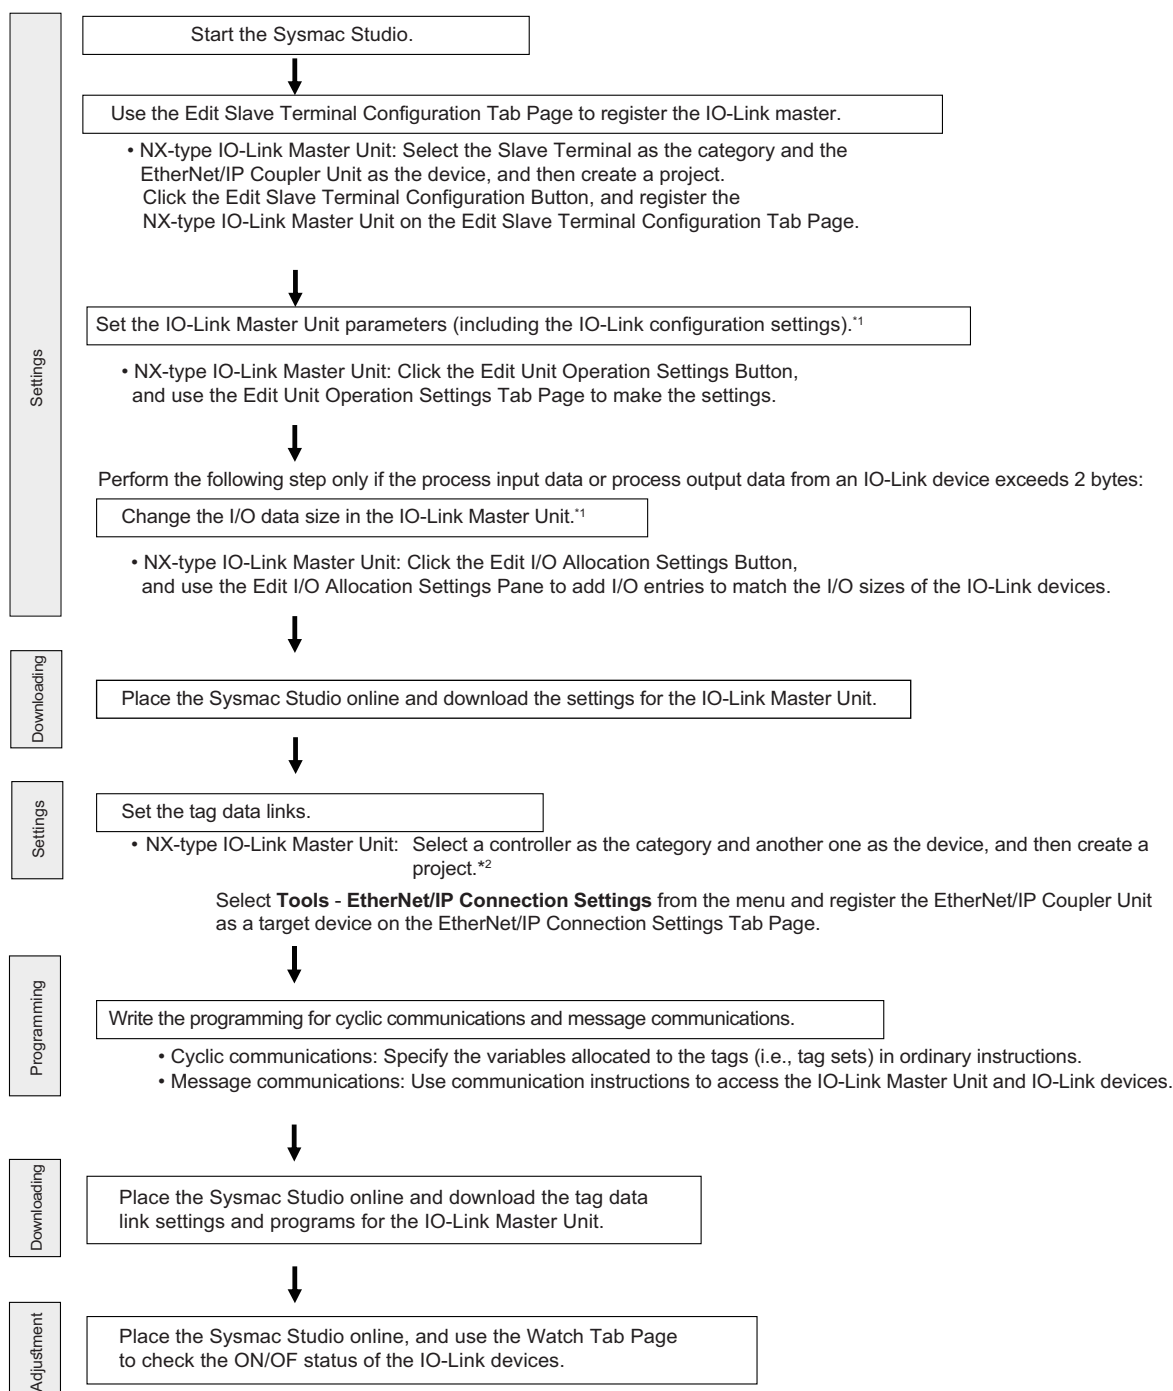 Settings
Start the Sysmac Studio.
Use the Edit Slave Terminal Configuration Tab Page to register the IO-Link master.
• NX-type IO-Link Master Unit: Select the Slave Terminal as the category and the
EtherNet/IP Coupler Unit as the device, and then create a project.
Click the Edit Slave Terminal Configuration Button, and register the
NX-type IO-Link Master Unit on the Edit Slave Terminal Configuration Tab Page.
Set the IO-Link Master Unit parameters (including the IO-Link configuration settings).*1
• NX-type IO-Link Master Unit: Click the Edit Unit Operation Settings Button,
and use the Edit Unit Operation Settings Tab Page to make the settings.
Perform the following step only if the process input data or process output data from an IO-Link device exceeds 2 bytes:
Change the I/O data size in the IO-Link Master Unit.*1
• NX-type IO-Link Master Unit: Click the Edit I/O Allocation Settings Button,
and use the Edit I/O Allocation Settings Pane to add I/O entries to match the I/O sizes of the IO-Link devices.
Downloading
Place the Sysmac Studio online and download the settings for the IO-Link Master Unit.
Settings
Set the tag data links.
• NX-type IO-Link Master Unit: Select a controller as the category and another one as the device, and then create a
project.*2
Select Tools - EtherNet/IP Connection Settings from the menu and register the EtherNet/IP Coupler Unit
as a target device on the EtherNet/IP Connection Settings Tab Page.
Programming
Write the programming for cyclic communications and message communications.
• Cyclic communications: Specify the variables allocated to the tags (i.e., tag sets) in ordinary instructions.
• Message communications: Use communication instructions to access the IO-Link Master Unit and IO-Link devices.
Downloading
Place the Sysmac Studio online and download the tag data
link settings and programs for the IO-Link Master Unit.
Adjustment
Place the Sysmac Studio online, and use the Watch Tab Page
to check the ON/OF status of the IO-Link devices.